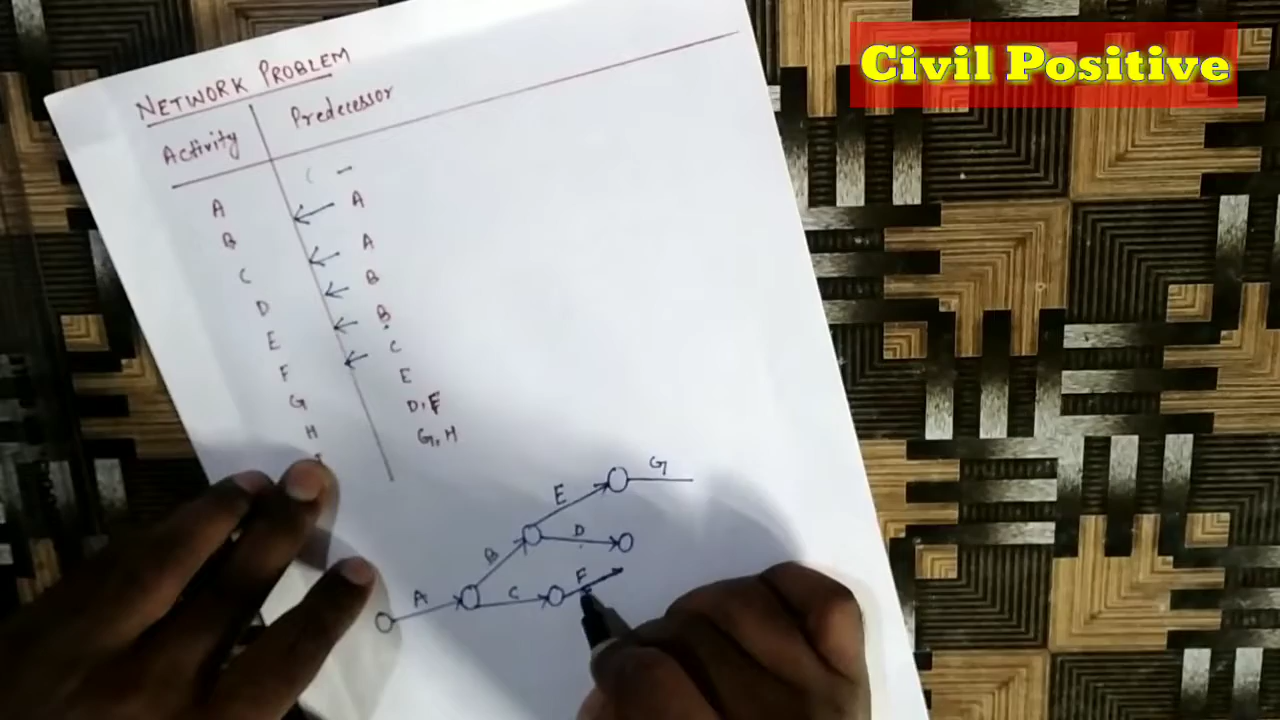 Civil Positive
NETWORK PROBLEM
Activity Predecessor
A -
B A
C A
D B
E B
F C
G E
H D, F
G, H
G
E
D
B
F
A
C